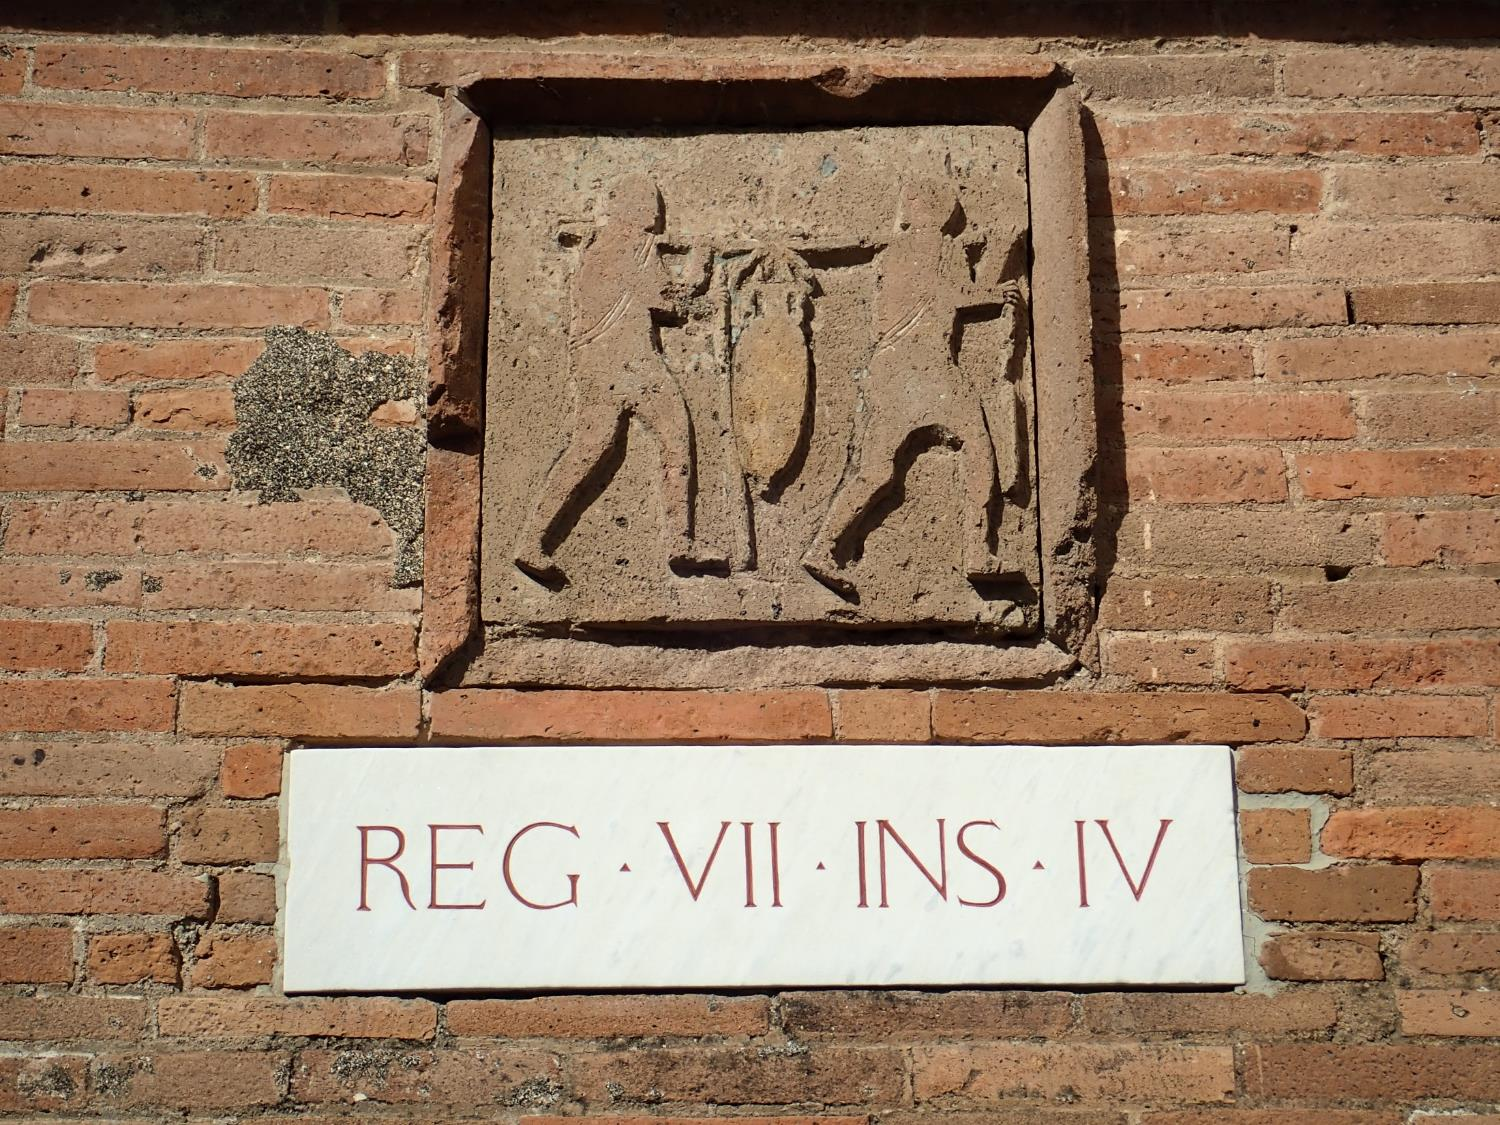 REG · VII · INS · IV